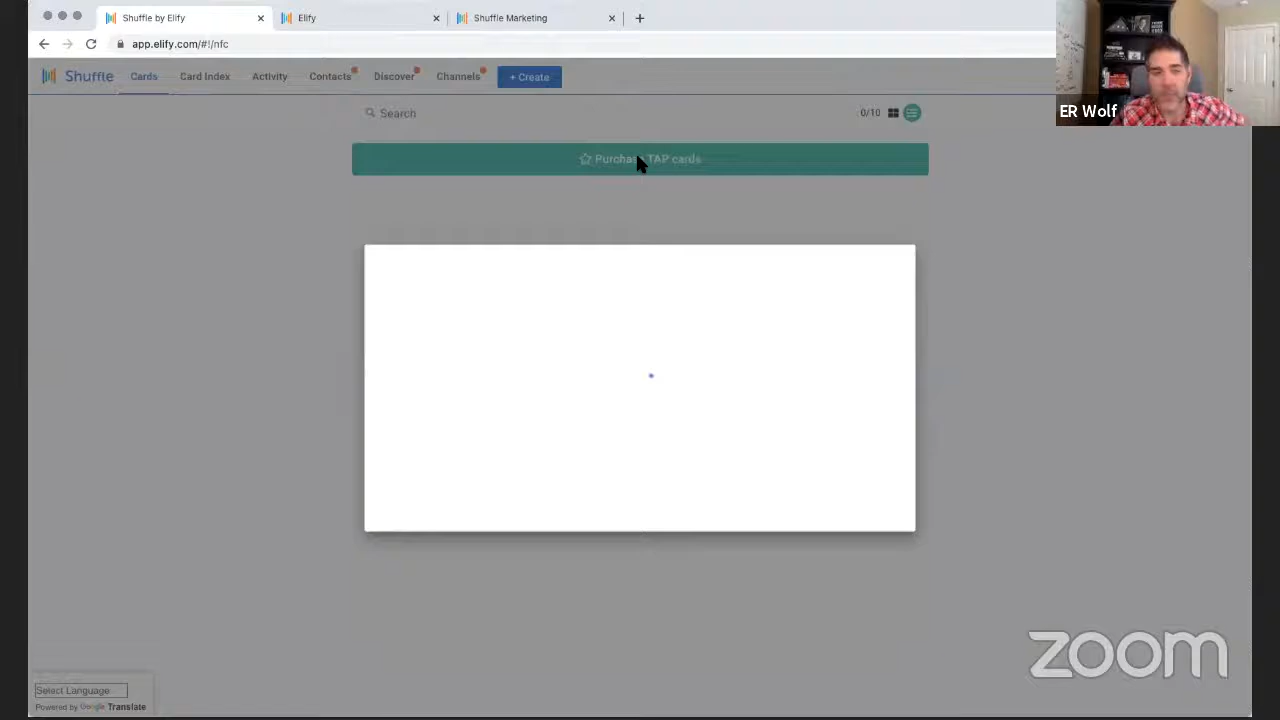 Shuffle by Elify
Elify
Shuffle Marketing
app.elify.com/#!/nfc
Shuffle Cards Card Index Activity Contacts Discover Channels + Create
ER Wolf
Search
0/10
Purchase TAP cards
zoom
Select Language
Powered by Google Translate